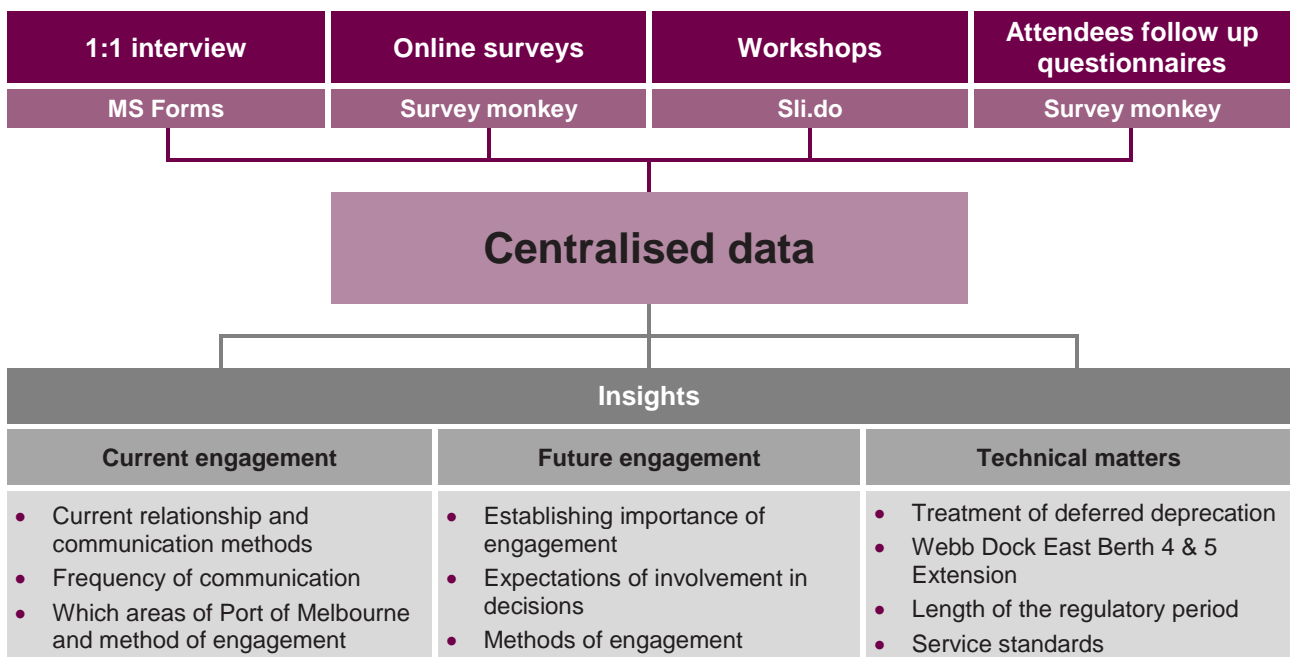 1:1 interview
Online surveys
Workshops
Attendees follow up
questionnaires
MS Forms
Survey monkey
Sli.do
Survey monkey
Centralised data
Insights
Current engagement
Future engagement
Technical matters
• Current relationship and
communication methods
• Frequency of communication
• Which areas of Port of Melbourne
and method of engagement
• Establishing importance of
engagement
• Expectations of involvement in
decisions
• Methods of engagement
• Treatment of deferred deprecation
• Webb Dock East Berth 4 & 5
Extension
• Length of the regulatory period
• Service standards